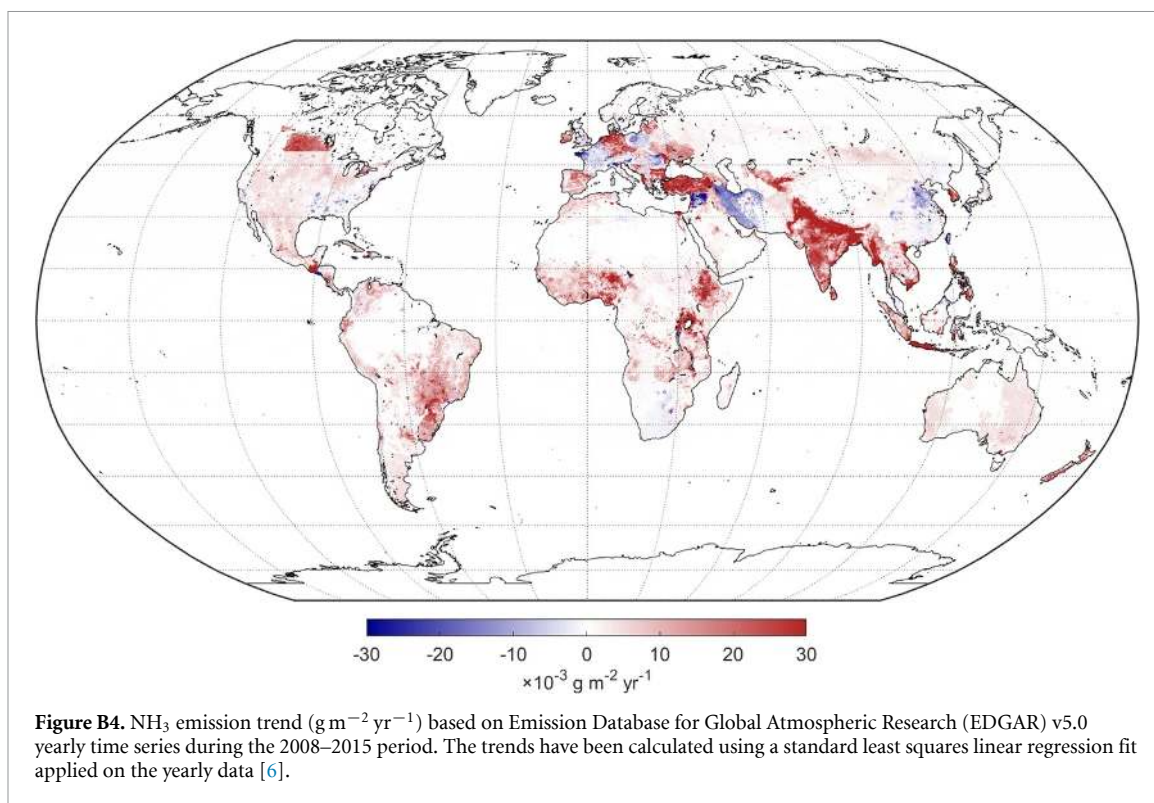 -30 -20 -10 0 10 20 30
×10⁻³ g m⁻² yr⁻¹
Figure B4. NH₃ emission trend (g m⁻² yr⁻¹) based on Emission Database for Global Atmospheric Research (EDGAR) v5.0
yearly time series during the 2008–2015 period. The trends have been calculated using a standard least squares linear regression fit
applied on the yearly data [6].